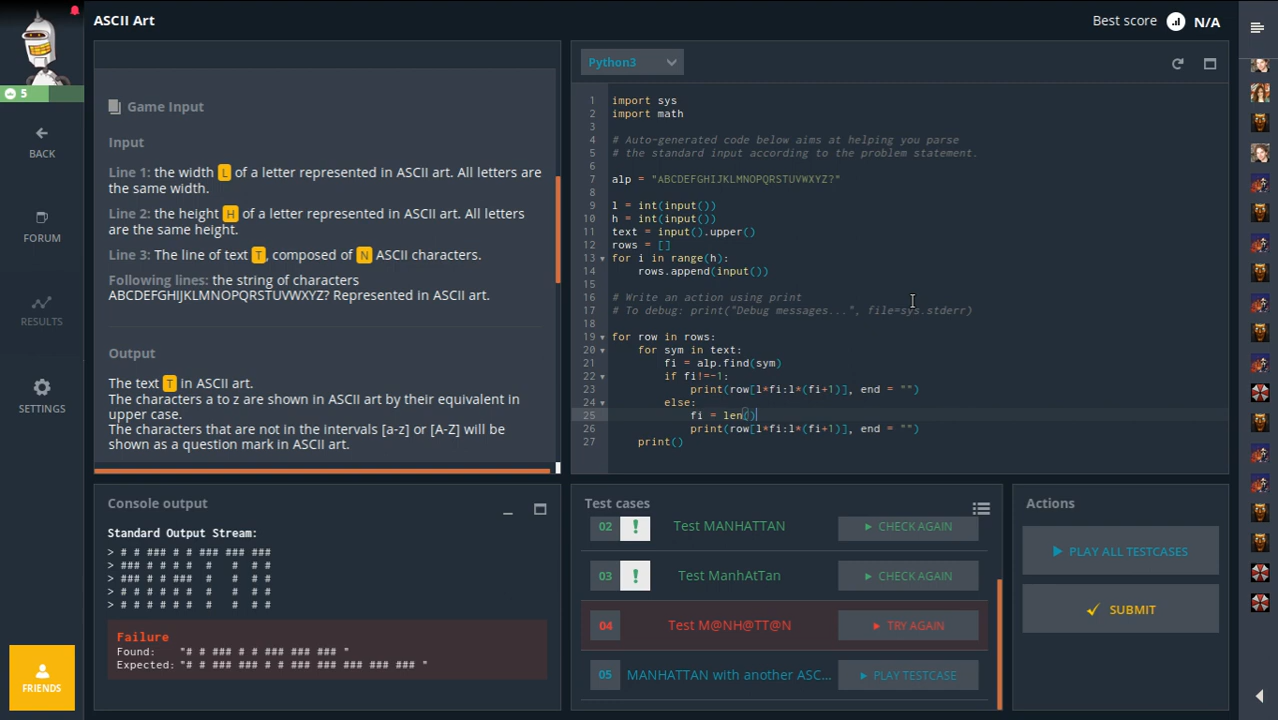 ASCII Art
Best score N/A
5
BACK
FORUM
RESULTS
SETTINGS
FRIENDS
Game Input
Input
Line 1: the width L of a letter represented in ASCII art. All letters are
the same width.
Line 2: the height H of a letter represented in ASCII art. All letters
are the same height.
Line 3: The line of text T, composed of N ASCII characters.
Following lines: the string of characters
ABCDEFGHIJKLMNOPQRSTUVWXYZ? Represented in ASCII art.
Output
The text T in ASCII art.
The characters a to z are shown in ASCII art by their equivalent in
upper case.
The characters that are not in the intervals [a-z] or [A-Z] will be
shown as a question mark in ASCII art.
Python3
1 import sys
2 import math
3
4 # Auto-generated code below aims at helping you parse
5 # the standard input according to the problem statement.
6
7 alp = "ABCDEFGHIJKLMNOPQRSTUVWXYZ?"
8
9 l = int(input())
10 h = int(input())
11 text = input().upper()
12 rows = []
13 for i in range(h):
14     rows.append(input())
15
16 # Write an action using print
17 # To debug: print("Debug messages...", file=sys.stderr)
18
19 for row in rows:
20     for sym in text:
21         fi = alp.find(sym)
22         if fi!=-1:
23             print(row[l*fi:l*(fi+1)], end = "")
24         else:
25             fi = len()
26             print(row[l*fi:l*(fi+1)], end = "")
27     print()
Console output
Standard Output Stream:
> # # ### # # ### ### ###
> ### # # # #  #   #  # #
> ### # # ###  #   #  # #
> # # # # # #  #   #  # #
> # # # # # #  #   #  # #
Failure
Found: "# # ### # # ### ### ### "
Expected: "# # ### ### # # ### ### ### ### ### "
Test cases
02 ! Test MANHATTAN CHECK AGAIN
03 ! Test ManhAtTan CHECK AGAIN
04 Test M@NH@TT@N TRY AGAIN
05 MANHATTAN with another ASC... PLAY TESTCASE
Actions
PLAY ALL TESTCASES
SUBMIT